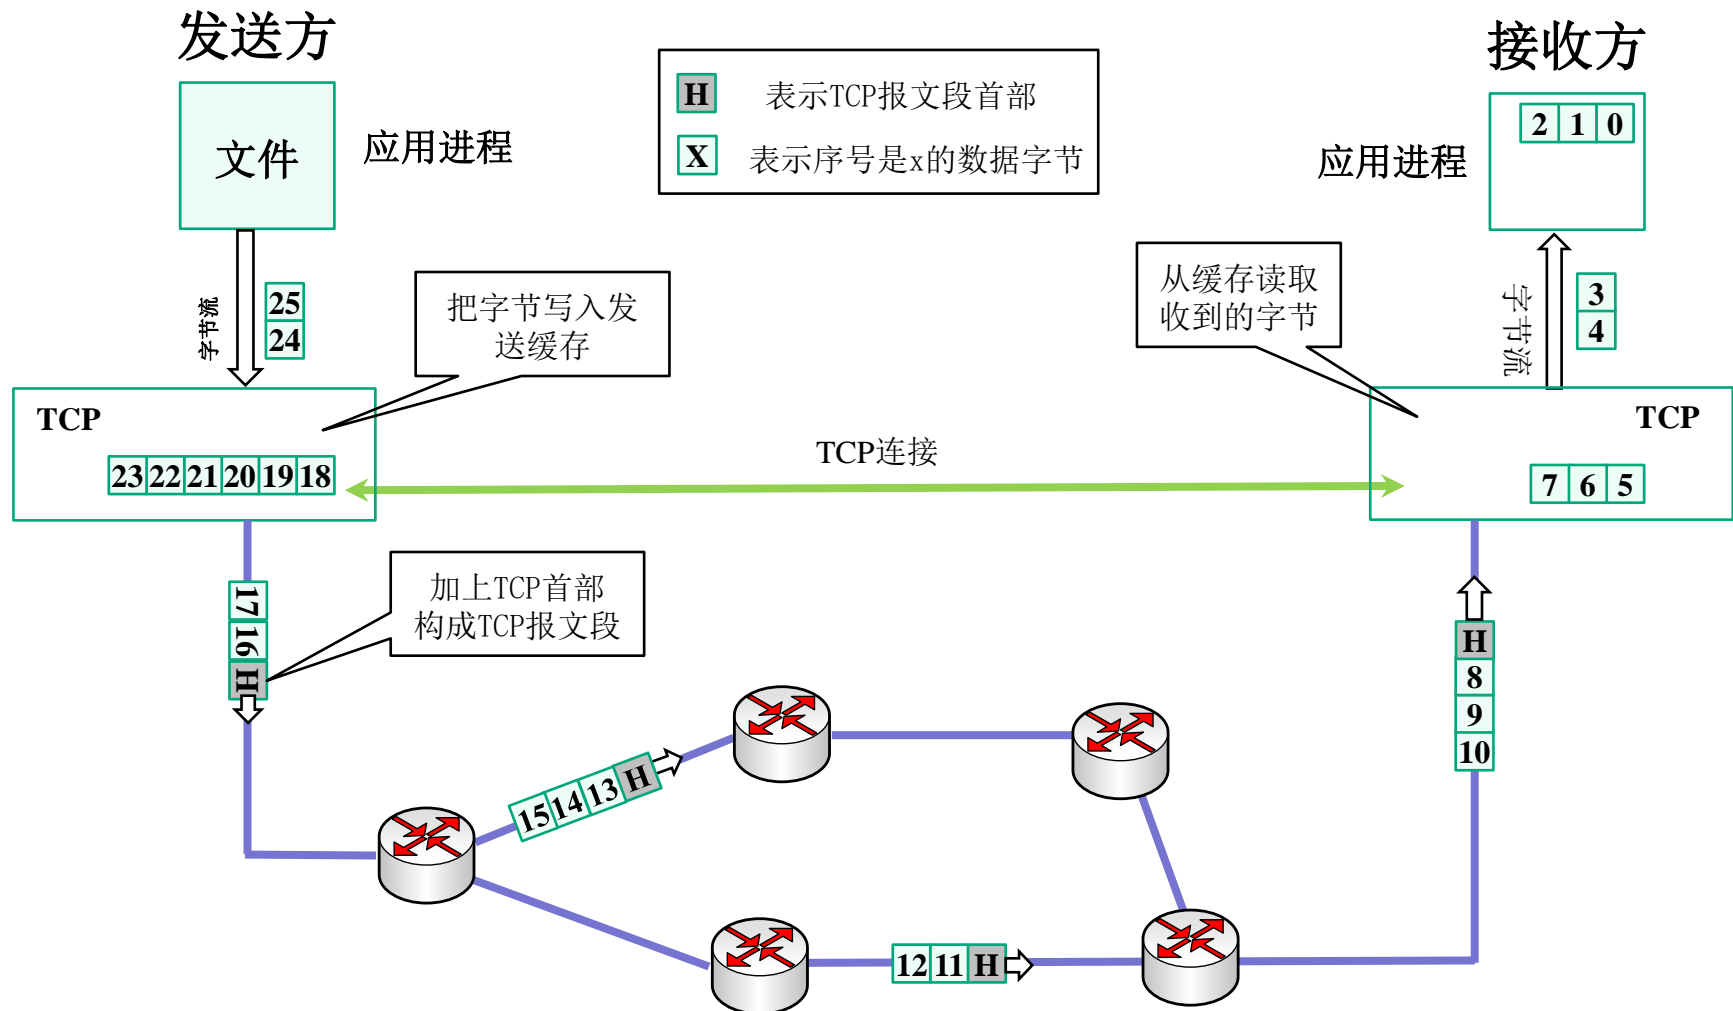 发送方
接收方
H 表示TCP报文段首部
X 表示序号是x的数据字节
文件
应用进程
应用进程
2 1 0
字节流
25
24
把字节写入发
送缓存
从缓存读取
收到的字节
字节流
3
4
TCP
23 22 21 20 19 18
TCP连接
TCP
7 6 5
17 16 H
加上TCP首部
构成TCP报文段
15 14 13 H
12 11 H
H
8
9
10